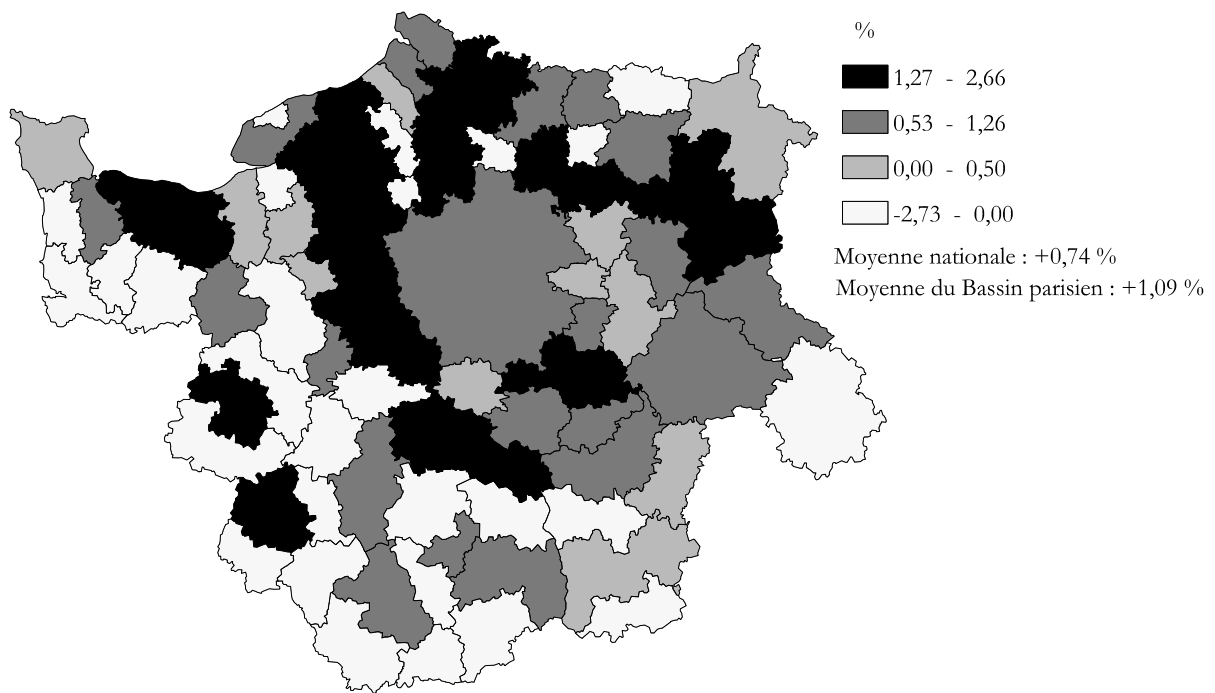 %
1,27 - 2,66
0,53 - 1,26
0,00 - 0,50
-2,73 - 0,00
Moyenne nationale : +0,74 %
Moyenne du Bassin parisien : +1,09 %